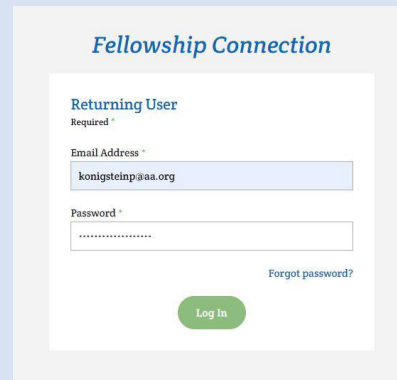 Fellowship Connection
Returning User
Required *
Email Address *
konigsteinp@aa.org
Password *
••••••••••••••••••
Forgot password?
Log In